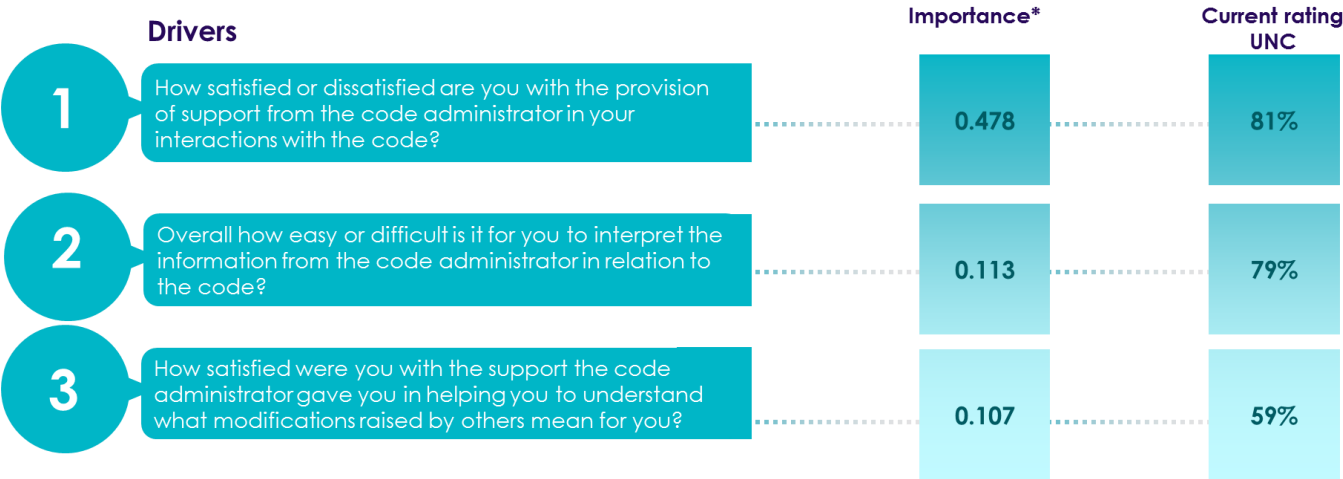 Drivers
Importance*
Current rating
UNC
1
How satisfied or dissatisfied are you with the provision
of support from the code administrator in your
interactions with the code?
0.478
81%
2
Overall how easy or difficult is it for you to interpret the
information from the code administrator in relation to
the code?
0.113
79%
3
How satisfied were you with the support the code
administrator gave you in helping you to understand
what modifications raised by others mean for you?
0.107
59%